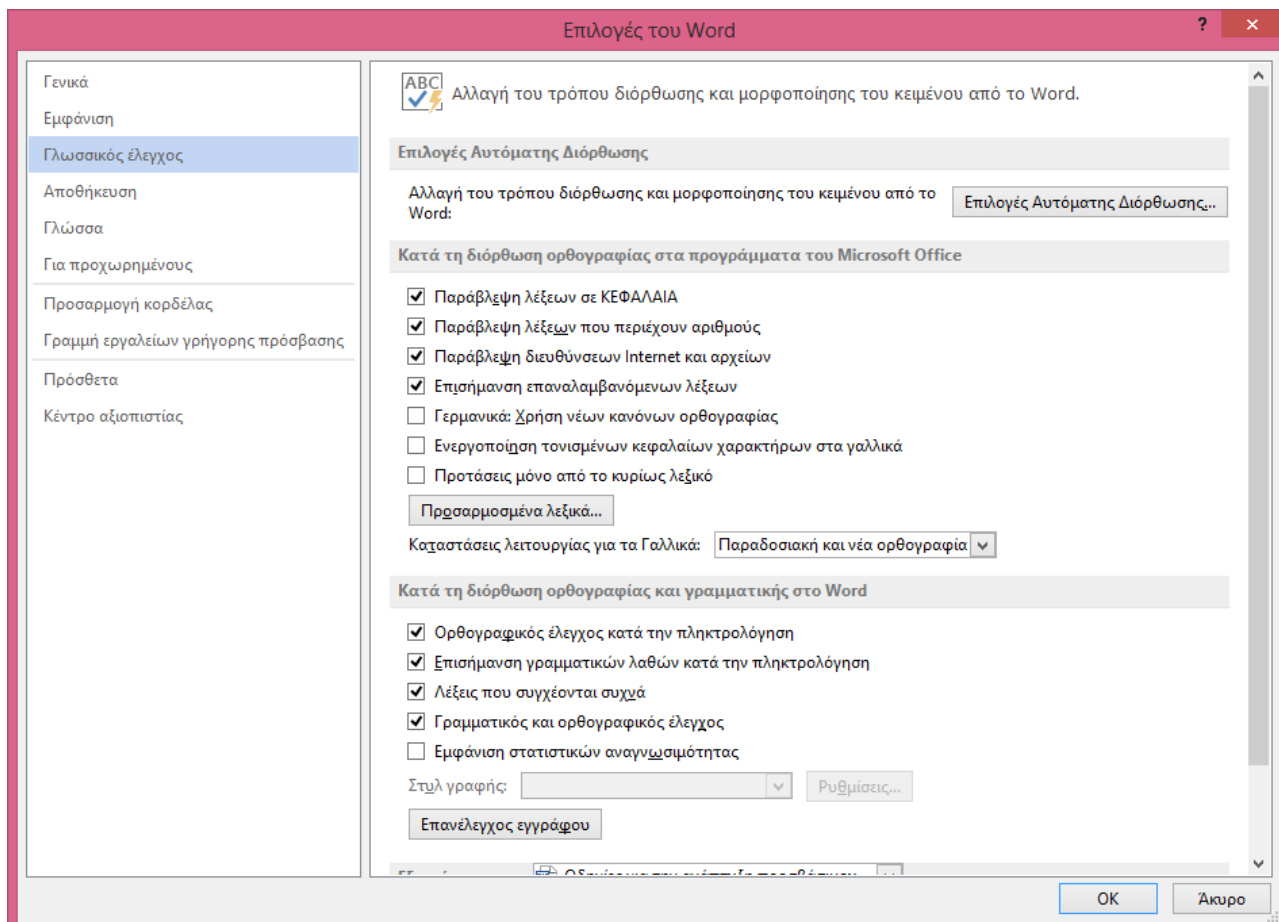 Επιλογές του Word
?
Γενικά
Εμφάνιση
Γλωσσικός έλεγχος
Αποθήκευση
Γλώσσα
Για προχωρημένους
Προσαρμογή κορδέλας
Γραμμή εργαλείων γρήγορης πρόσβασης
Πρόσθετα
Κέντρο αξιοπιστίας
ABC
Αλλαγή του τρόπου διόρθωσης και μορφοποίησης του κειμένου από το Word.
Επιλογές Αυτόματης Διόρθωσης
Αλλαγή του τρόπου διόρθωσης και μορφοποίησης του κειμένου από το
Word:
Επιλογές Αυτόματης Διόρθωσης...
Κατά τη διόρθωση ορθογραφίας στα προγράμματα του Microsoft Office
Παράβλεψη λέξεων σε ΚΕΦΑΛΑΙΑ
Παράβλεψη λέξεων που περιέχουν αριθμούς
Παράβλεψη διευθύνσεων Internet και αρχείων
Επισήμανση επαναλαμβανόμενων λέξεων
Γερμανικά: Χρήση νέων κανόνων ορθογραφίας
Ενεργοποίηση τονισμένων κεφαλαίων χαρακτήρων στα γαλλικά
Προτάσεις μόνο από το κυρίως λεξικό
Προσαρμοσμένα λεξικά...
Καταστάσεις λειτουργίας για τα Γαλλικά: Παραδοσιακή και νέα ορθογραφία
Κατά τη διόρθωση ορθογραφίας και γραμματικής στο Word
Ορθογραφικός έλεγχος κατά την πληκτρολόγηση
Επισήμανση γραμματικών λαθών κατά την πληκτρολόγηση
Λέξεις που συγχέονται συχνά
Γραμματικός και ορθογραφικός έλεγχος
Εμφάνιση στατιστικών αναγνωσιμότητας
Στυλ γραφής: Ρυθμίσεις...
Επανέλεγχος εγγράφου
OK
Άκυρο